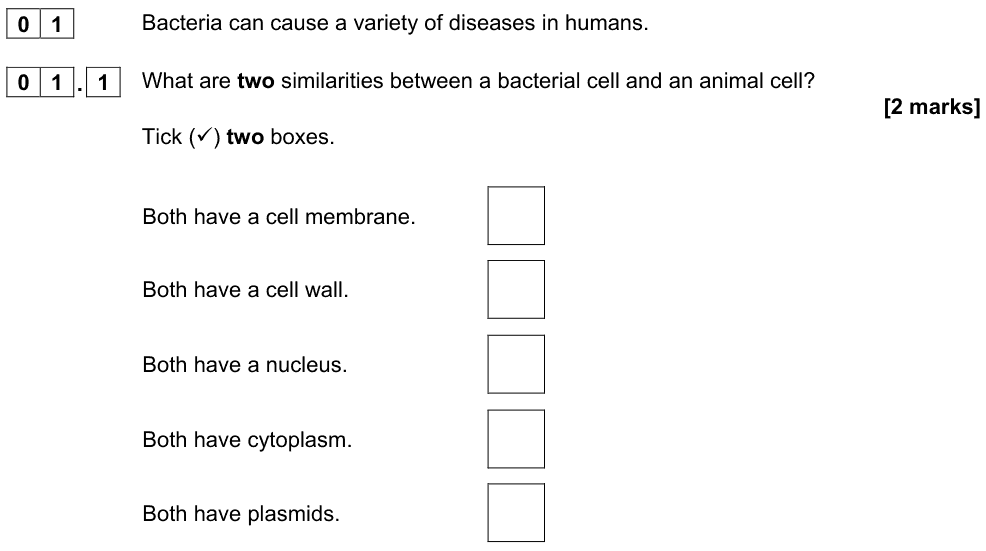 0 1 Bacteria can cause a variety of diseases in humans.
0 1 . 1 What are two similarities between a bacterial cell and an animal cell?
[2 marks]
Tick (✓) two boxes.
Both have a cell membrane.
Both have a cell wall.
Both have a nucleus.
Both have cytoplasm.
Both have plasmids.